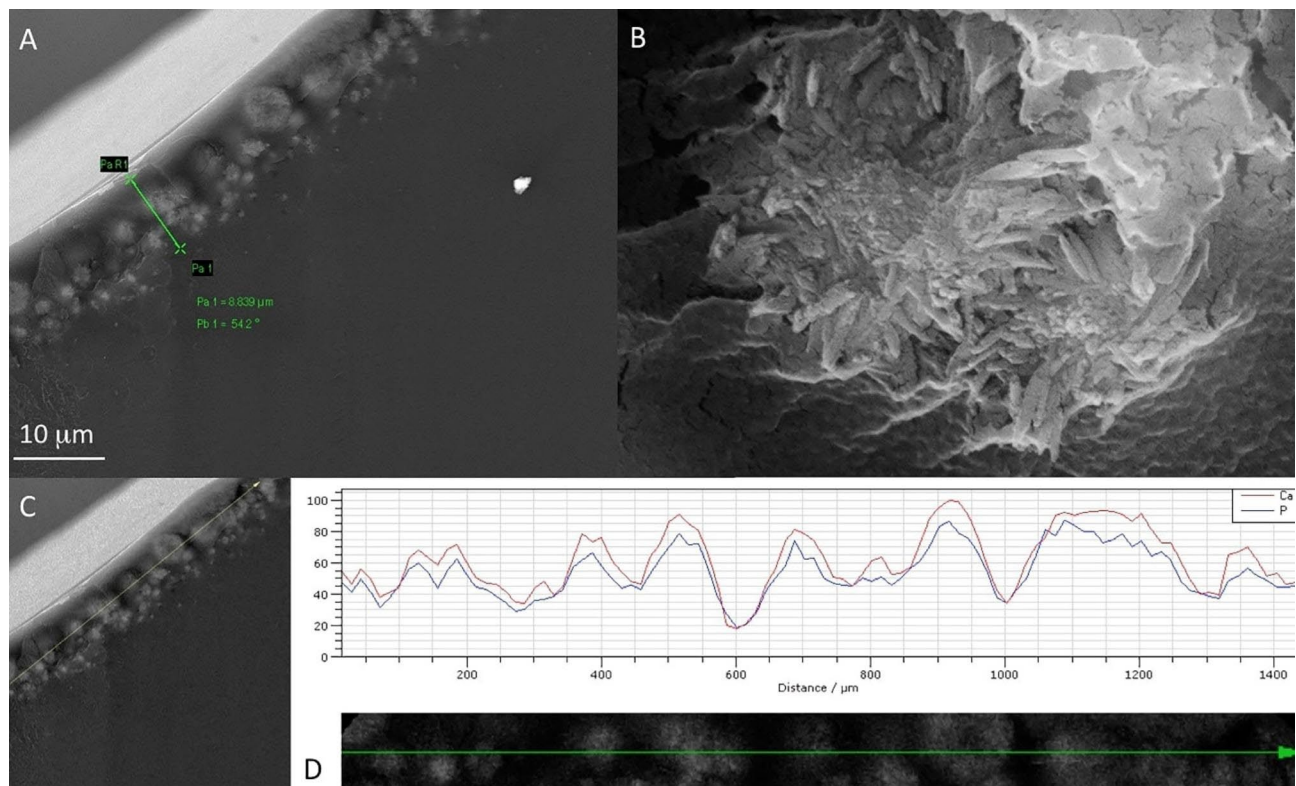 A
B
Pa R1
Pa 1
Pa 1 = 8.839 µm
Pb 1 = 54.2 °
10 µm
C
100
80
60
40
20
0
Ca
P
200
400
600
800
1000
1200
1400
Distance / µm
D